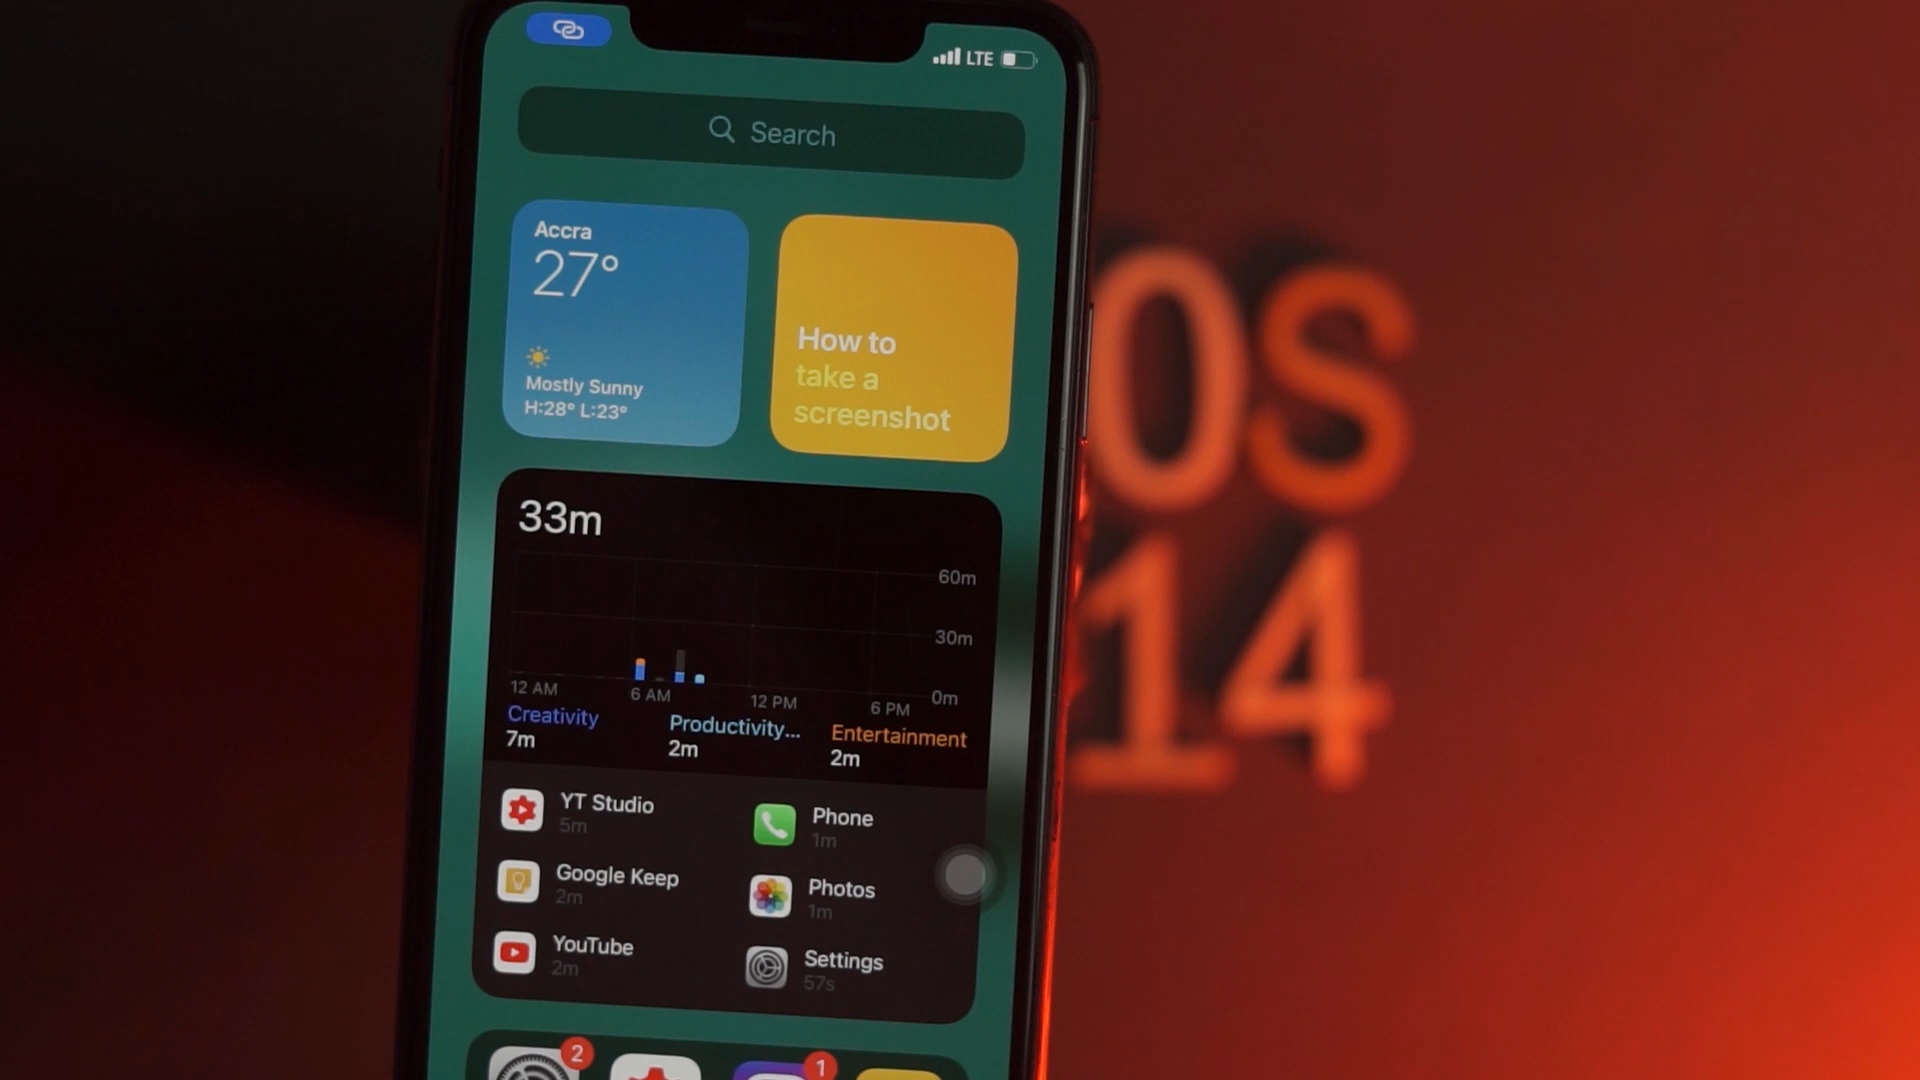 LTE
Search
Accra
27°
Mostly Sunny
H:28° L:23°
How to
take a
screenshot
33m
60m
30m
0m
12 AM
6 AM
12 PM
6 PM
Creativity
7m
Productivity...
2m
Entertainment
2m
YT Studio
5m
Phone
1m
Google Keep
2m
Photos
1m
YouTube
2m
Settings
57s
2
1
OS
14